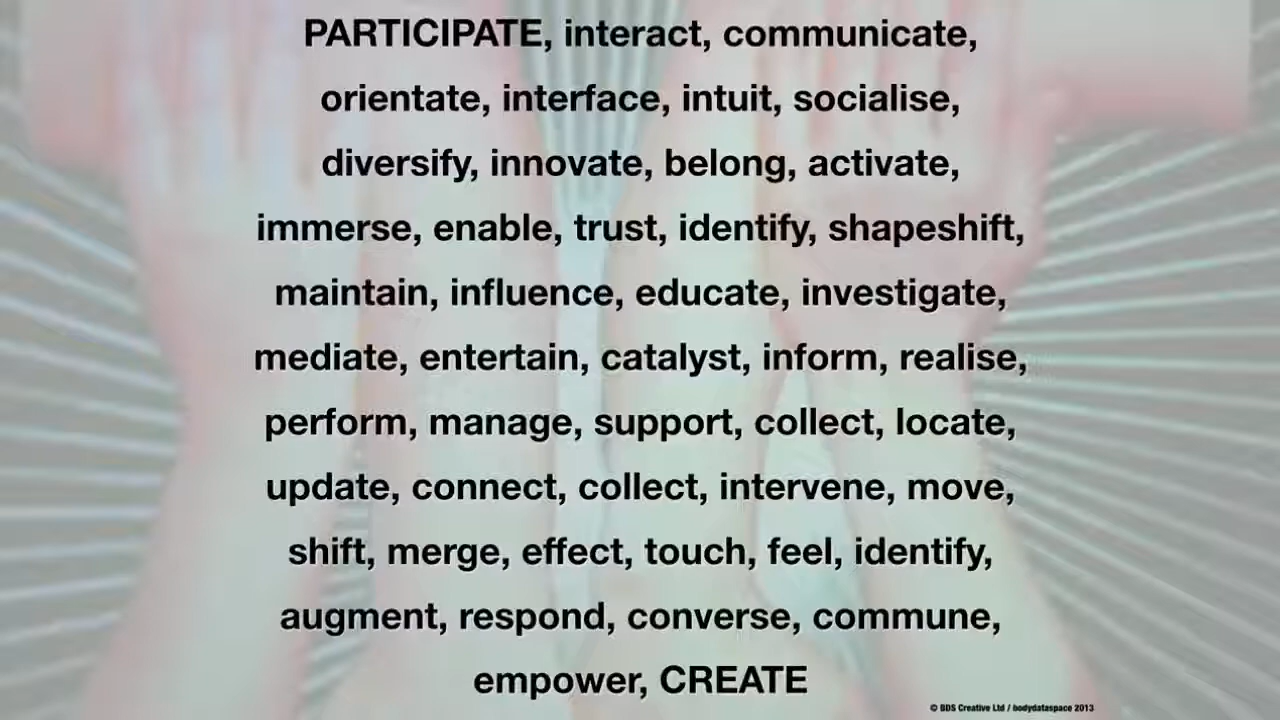 PARTICIPATE, interact, communicate,
orientate, interface, intuit, socialise,
diversify, innovate, belong, activate,
immerse, enable, trust, identify, shapeshift,
maintain, influence, educate, investigate,
mediate, entertain, catalyst, inform, realise,
perform, manage, support, collect, locate,
update, connect, collect, intervene, move,
shift, merge, effect, touch, feel, identify,
augment, respond, converse, commune,
empower, CREATE
© BDS Creative Ltd / bodydataspace 2013